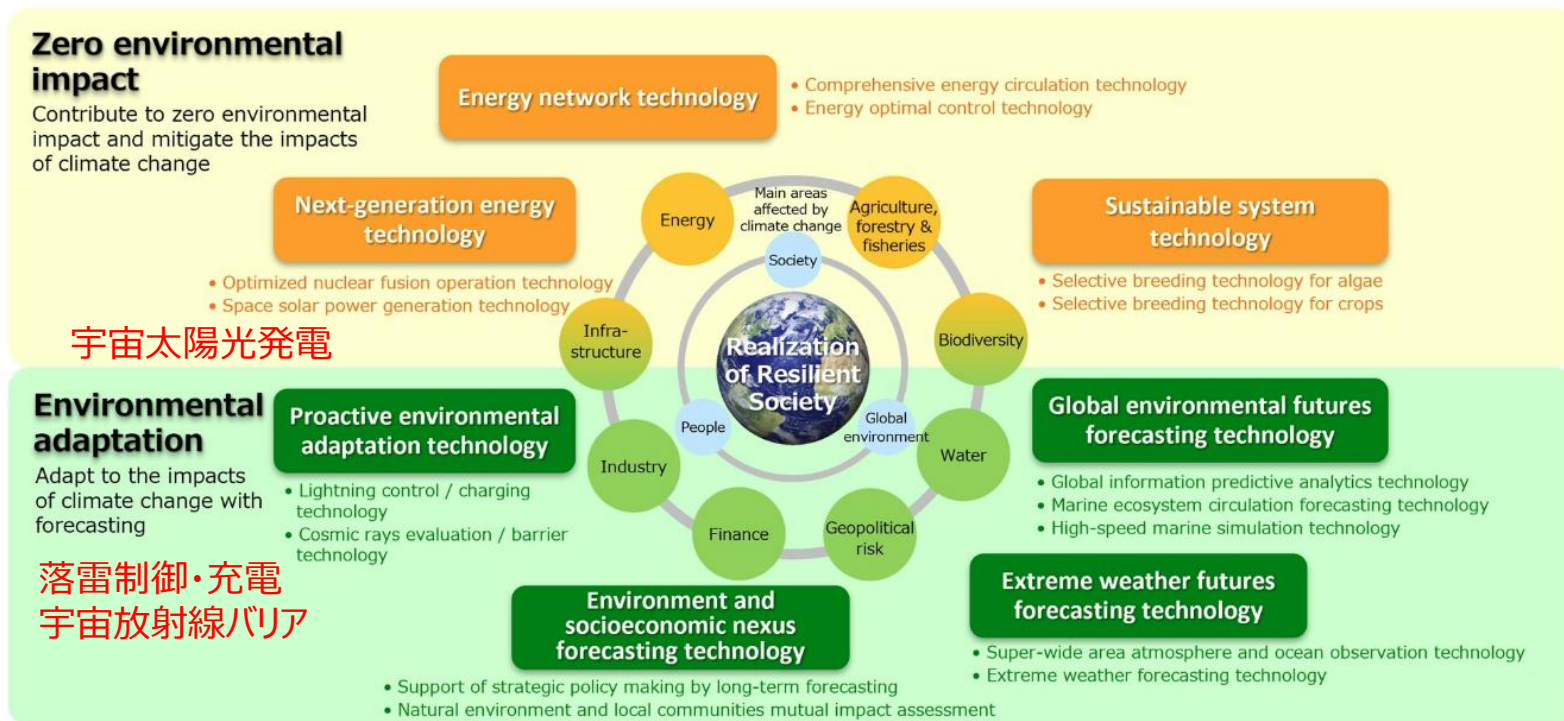 Zero environmental
impact
Contribute to zero environmental
impact and mitigate the impacts
of climate change
Energy network technology
• Comprehensive energy circulation technology
• Energy optimal control technology
Next-generation energy
technology
• Optimized nuclear fusion operation technology
• Space solar power generation technology
宇宙太陽光発電
Sustainable system
technology
• Selective breeding technology for algae
• Selective breeding technology for crops
Main areas
affected by
climate change
Energy
Agriculture,
forestry &
fisheries
Society
Infra-
structure
Biodiversity
Realization
of Resilient
Society
People
Global
environment
Industry
Water
Finance
Geopolitical
risk
Environmental
adaptation
Adapt to the impacts
of climate change with
forecasting
落雷制御・充電
宇宙放射線バリア
Proactive environmental
adaptation technology
• Lightning control / charging
technology
• Cosmic rays evaluation / barrier
technology
Global environmental futures
forecasting technology
• Global information predictive analytics technology
• Marine ecosystem circulation forecasting technology
• High-speed marine simulation technology
Environment and
socioeconomic nexus
forecasting technology
• Support of strategic policy making by long-term forecasting
• Natural environment and local communities mutual impact assessment
Extreme weather futures
forecasting technology
• Super-wide area atmosphere and ocean observation technology
• Extreme weather forecasting technology